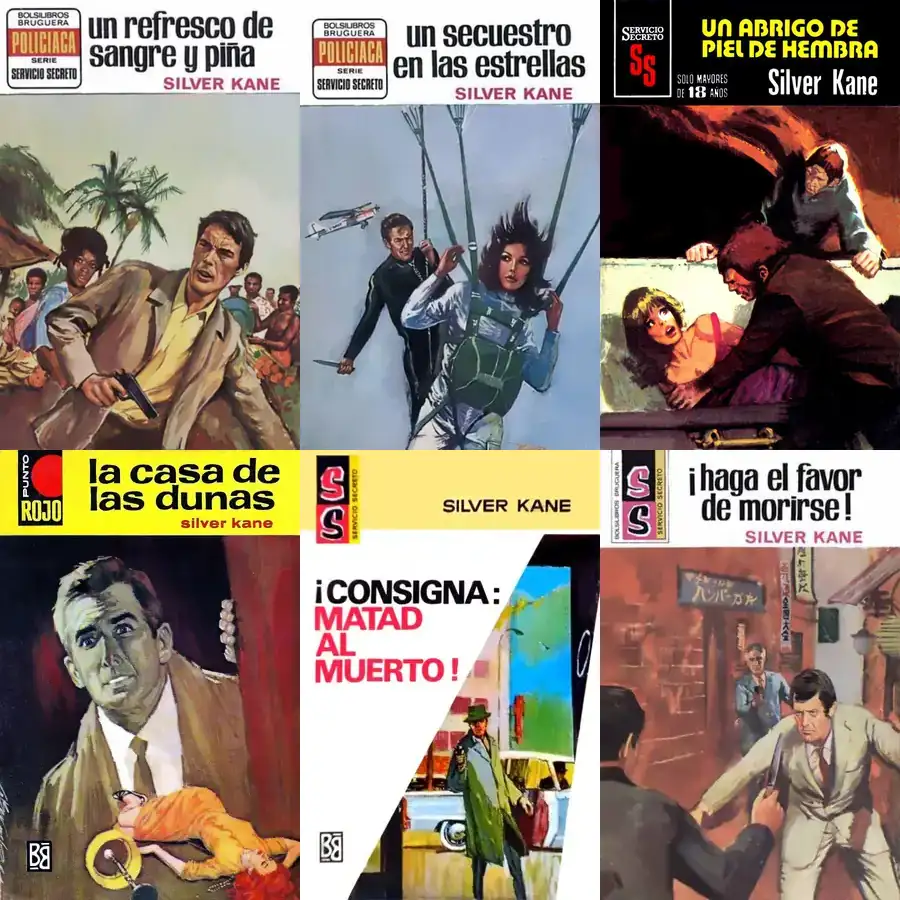 BOLSILIBROS
BRUGUERA
POLICIACA
SERIE
SERVICIO SECRETO
un refresco de
sangre y piña
SILVER KANE
BOLSILIBROS
BRUGUERA
POLICIACA
SERIE
SERVICIO SECRETO
un secuestro
en las estrellas
SILVER KANE
SERVICIO
SECRETO
SS
SOLO MAYORES
DE 18 AÑOS
UN ABRIGO DE
PIEL DE HEMBRA
Silver Kane
PUNTO
ROJO
la casa de
las dunas
silver kane
BB
SS
SERVICIO SECRETO
SILVER KANE
¡CONSIGNA:
MATAD
AL
MUERTO!
BB
BOLSILIBROS BRUGUERA
SS
SERVICIO SECRETO
¡haga el favor
de morirse!
SILVER KANE